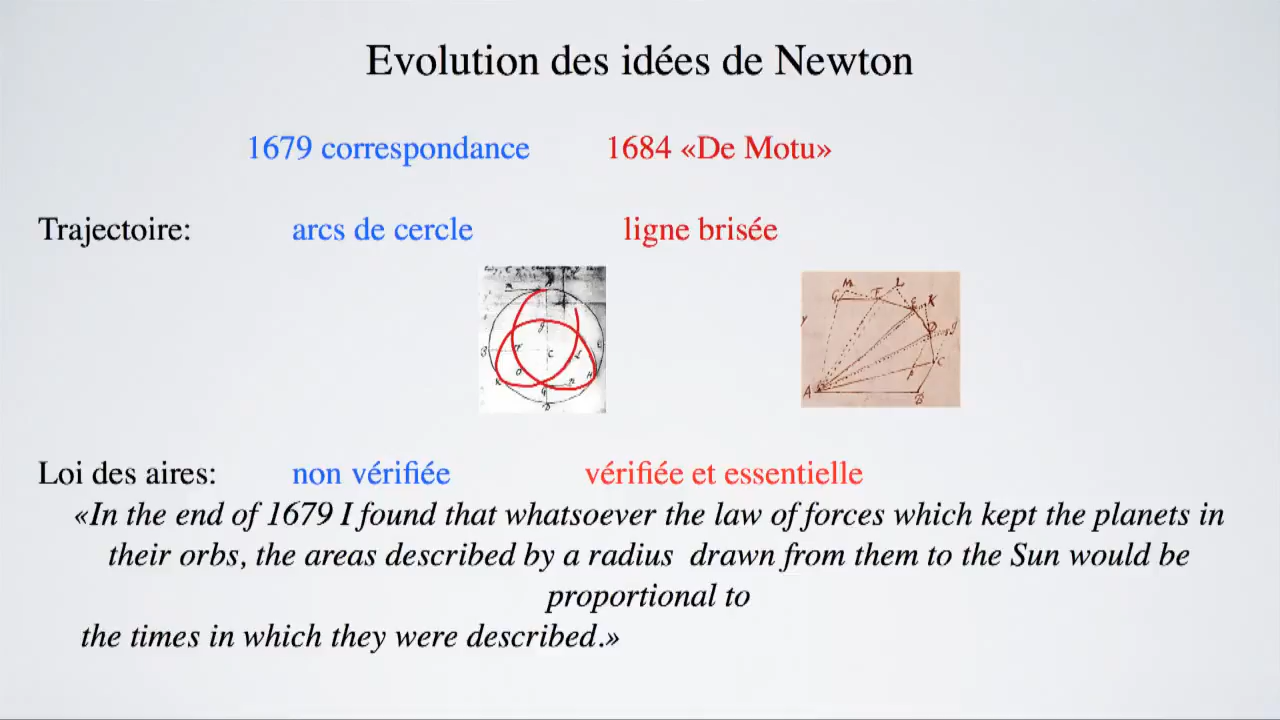 Evolution des idées de Newton
1679 correspondance 1684 «De Motu»
Trajectoire: arcs de cercle ligne brisée
Loi des aires: non vérifiée vérifiée et essentielle
«In the end of 1679 I found that whatsoever the law of forces which kept the planets in
their orbs, the areas described by a radius drawn from them to the Sun would be
proportional to
the times in which they were described.»